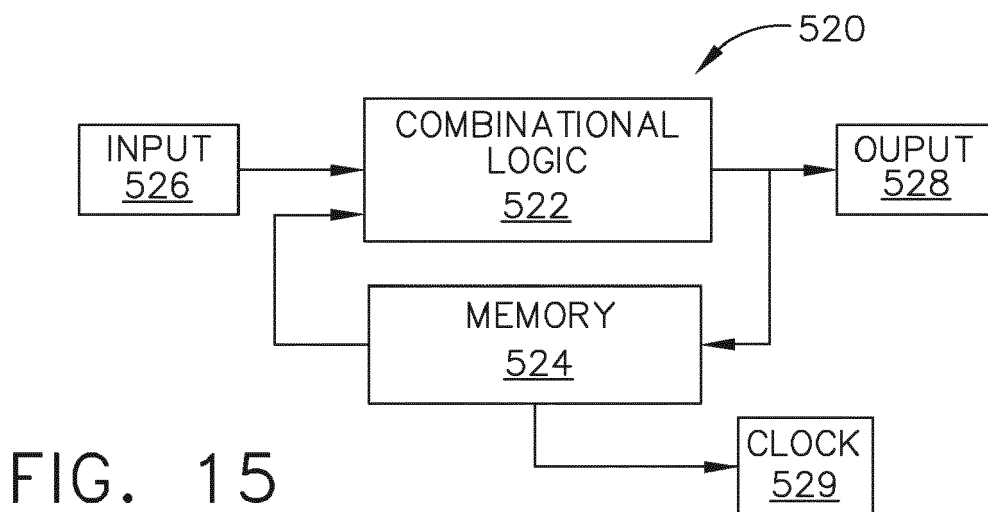 520
INPUT
526
COMBINATIONAL
LOGIC
522
OUPUT
528
MEMORY
524
CLOCK
529
FIG. 15